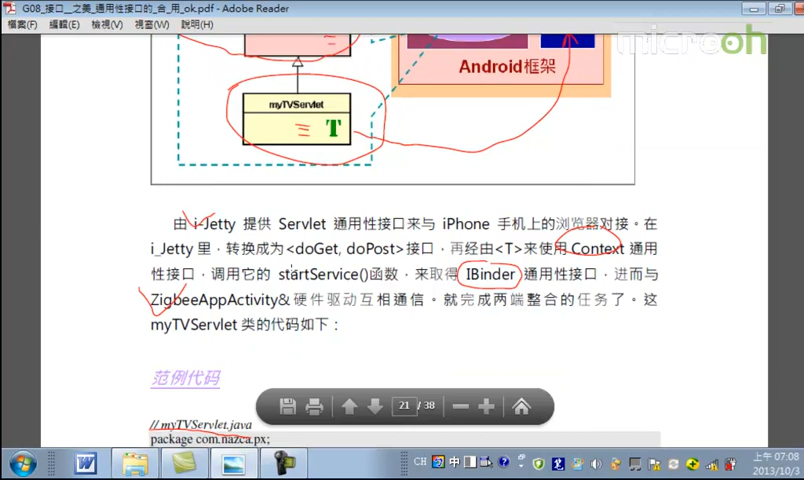 G08_接口__之美_通用性接口的_合_用_ok.pdf - Adobe Reader
檔案(F) 編輯(E) 檢視(V) 視窗(W) 說明(H)
microoh
Android框架
myTVServlet
T
由 i-Jetty 提供 Servlet 通用性接口来与 iPhone 手机上的浏览器对接。在
i_Jetty 里，转换成为<doGet, doPost>接口，再经由<T>来使用 Context 通用
性接口，调用它的 startService()函数，来取得 IBinder 通用性接口，进而与
ZigbeeAppActivity&硬件驱动互相通信。就完成两端整合的任务了。这
myTVServlet 类的代码如下：
范例代码
21 / 38
// myTVServlet.java
package com.nazca.px;
CH 中
上午 07:08
2013/10/3